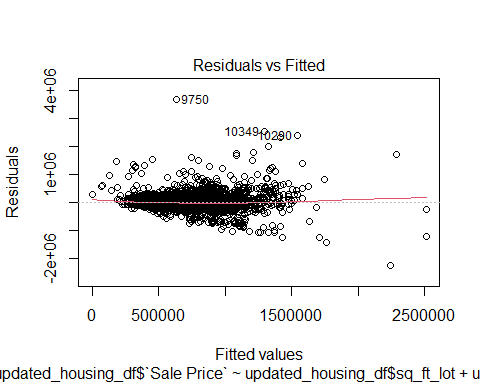 Residuals vs Fitted
4e+06
1e+06
-2e+06
Residuals
9750
10349
10290
0
500000
1500000
2500000
Fitted values
updated_housing_df$`Sale Price` ~ updated_housing_df$sq_ft_lot + u